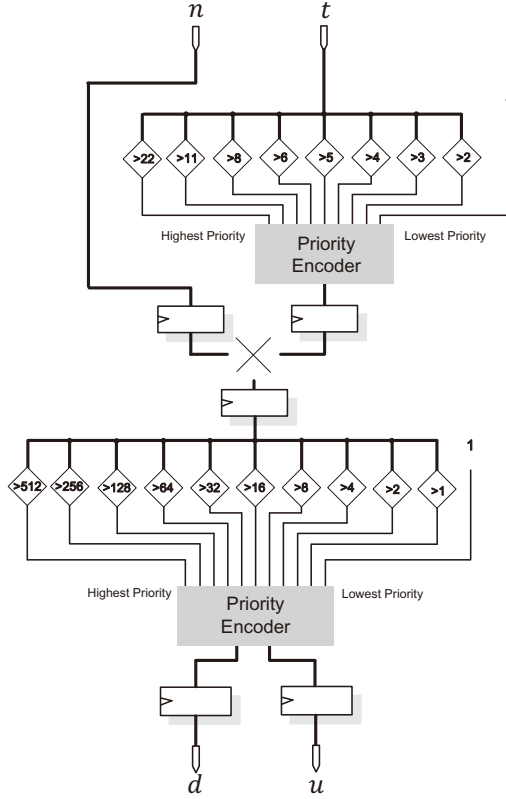 n t
>22 >11 >8 >6 >5 >4 >3 >2
Highest Priority Lowest Priority
Priority
Encoder
1
>512 >256 >128 >64 >32 >16 >8 >4 >2 >1
Highest Priority Lowest Priority
Priority
Encoder
d u